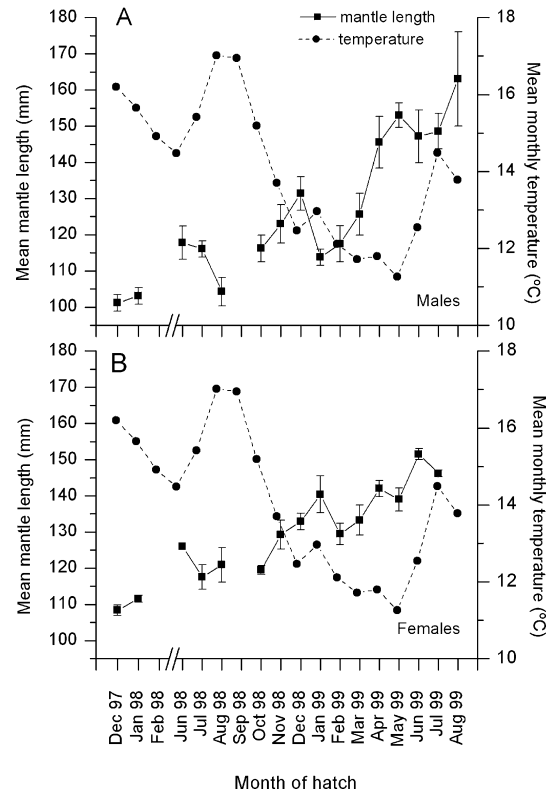 A
mantle length
temperature
180
170
160
150
140
130
120
110
100
Mean mantle length (mm)
18
16
14
12
10
Mean monthly temperature (ºC)
Males
B
180
170
160
150
140
130
120
110
100
Mean mantle length (mm)
18
16
14
12
10
Mean monthly temperature (ºC)
Females
Dec 97
Jan 98
Feb 98
Jun 98
Jul 98
Aug 98
Sep 98
Oct 98
Nov 98
Dec 98
Jan 99
Feb 99
Mar 99
Apr 99
May 99
Jun 99
Jul 99
Aug 99
Month of hatch